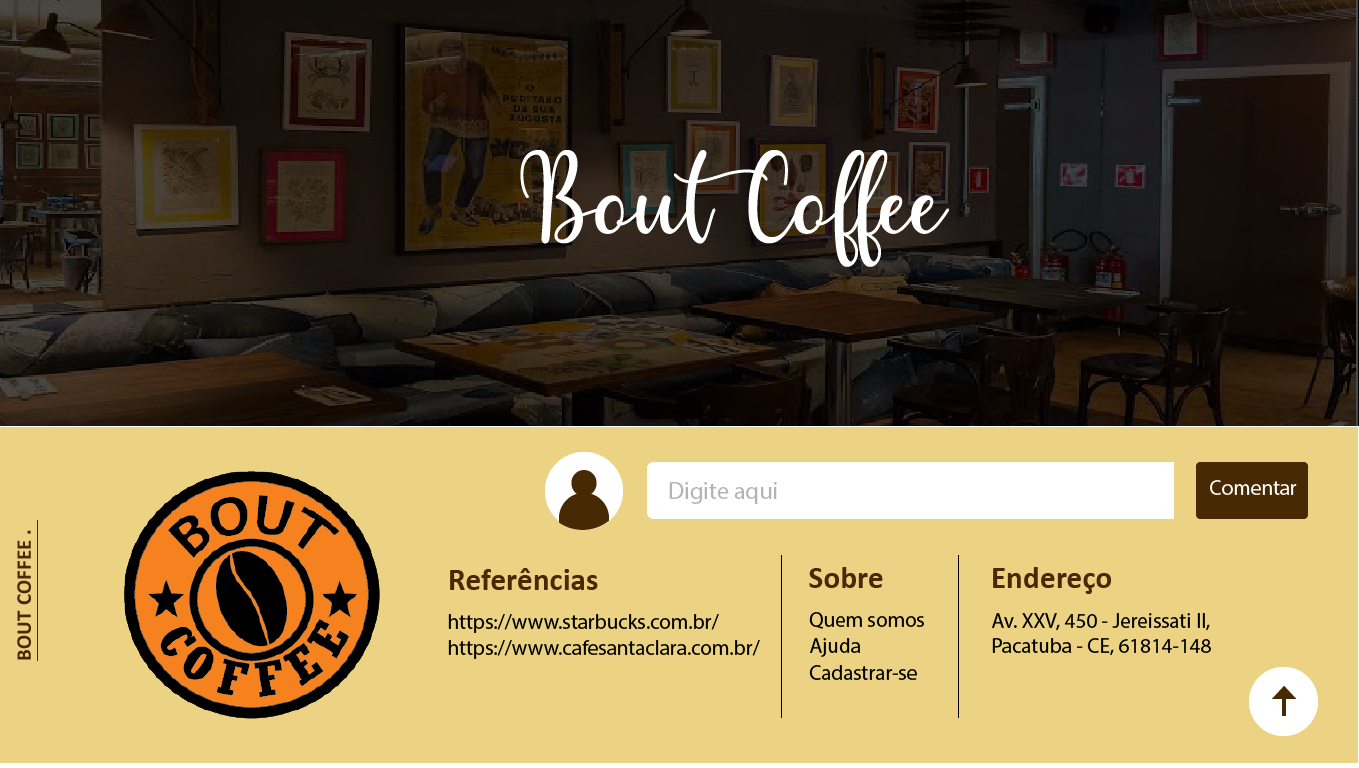 O
PURITANO
DA RUA
AUGUSTA
Bout Coffee
Digite aqui
Comentar
BOUT COFFEE .
BOUT
COFFEE
Referências
https://www.starbucks.com.br/
https://www.cafesantaclara.com.br/
Sobre
Quem somos
Ajuda
Cadastrar-se
Endereço
Av. XXV, 450 - Jereissati II,
Pacatuba - CE, 61814-148